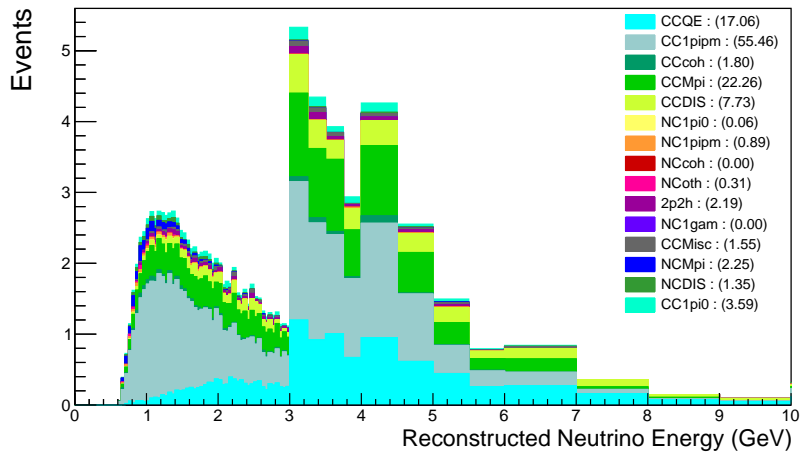 Events
5
4
3
2
1
0
0 1 2 3 4 5 6 7 8 9 10
Reconstructed Neutrino Energy (GeV)
CCQE : (17.06)
CC1pipm : (55.46)
CCcoh : (1.80)
CCMpi : (22.26)
CCDIS : (7.73)
NC1pi0 : (0.06)
NC1pipm : (0.89)
NCcoh : (0.00)
NCoth : (0.31)
2p2h : (2.19)
NC1gam : (0.00)
CCMisc : (1.55)
NCMpi : (2.25)
NCDIS : (1.35)
CC1pi0 : (3.59)